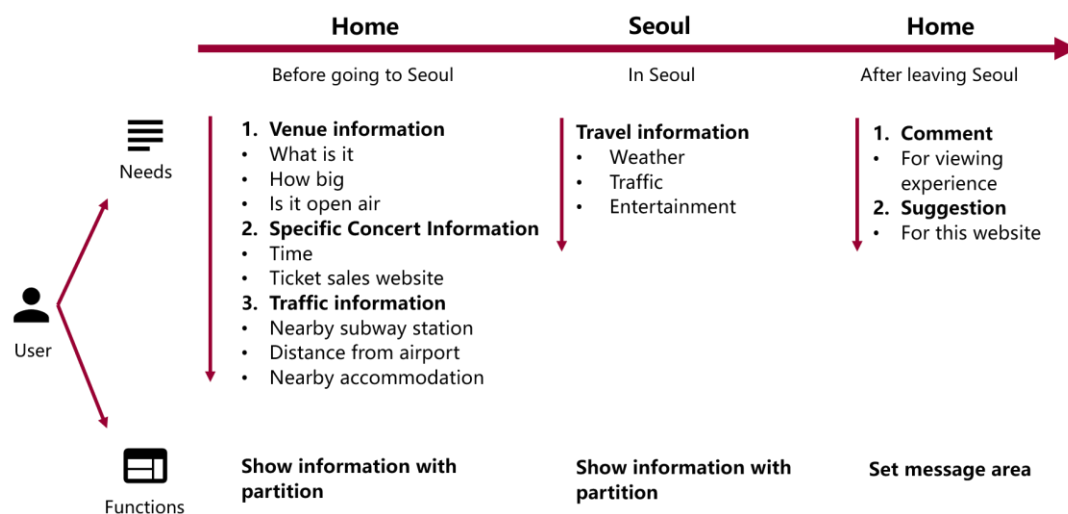 Home
Seoul
Home
Before going to Seoul
In Seoul
After leaving Seoul
Needs
1. Venue information
• What is it
• How big
• Is it open air
2. Specific Concert Information
• Time
• Ticket sales website
3. Traffic information
• Nearby subway station
• Distance from airport
• Nearby accommodation
Travel information
• Weather
• Traffic
• Entertainment
1. Comment
• For viewing
experience
2. Suggestion
• For this website
User
Functions
Show information with
partition
Show information with
partition
Set message area